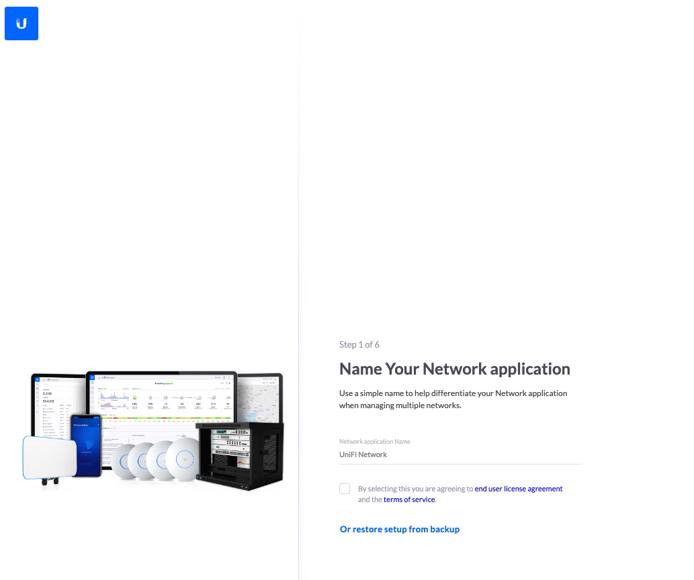 Step 1 of 6
Name Your Network application
Use a simple name to help differentiate your Network application
when managing multiple networks.
Network application Name
UniFi Network
By selecting this you are agreeing to end user license agreement
and the terms of service.
Or restore setup from backup